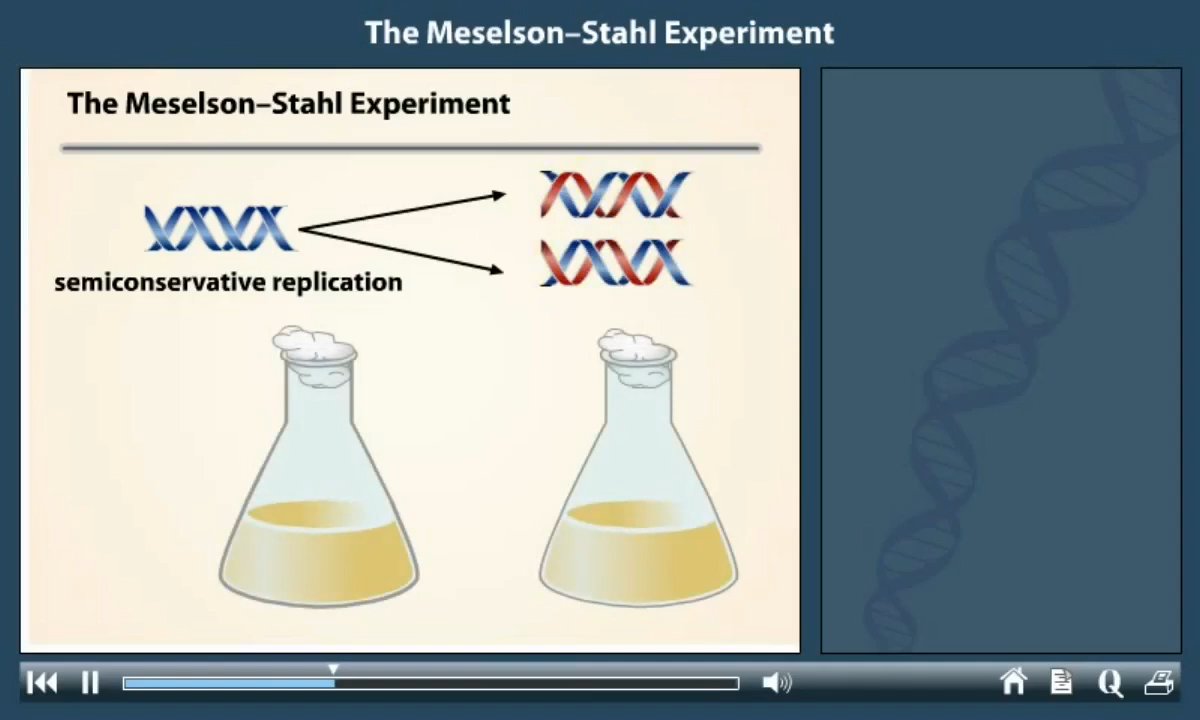 The Meselson–Stahl Experiment
The Meselson–Stahl Experiment
semiconservative replication
Q